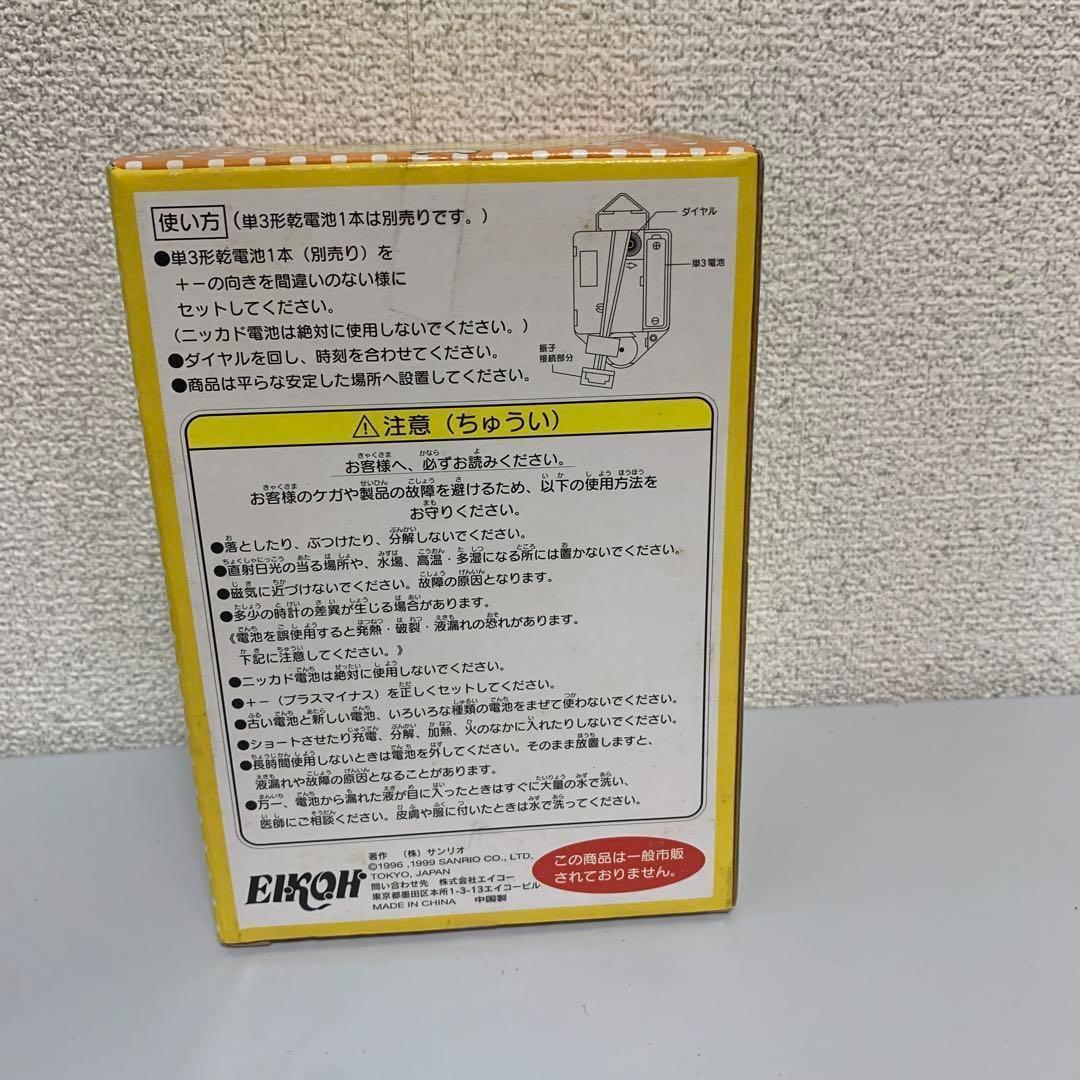 使い方 (単3形乾電池1本は別売りです。)
●単3形乾電池1本(別売り)を
+−の向きを間違いのない様に
セットしてください。
(ニッカド電池は絶対に使用しないでください。)
●ダイヤルを回し、時刻を合わせてください。
●商品は平らな安定した場所へ設置してください。
ダイヤル
単3電池
振子
接続部分
⚠注意(ちゅうい)
お客様へ、必ずお読みください。
お客様のケガや製品の故障を避けるため、以下の使用方法を
お守りください。
●落としたり、ぶつけたり、分解しないでください。
●直射日光の当る場所や、水場、高温・多湿になる所には置かないでください。
●磁気に近づけないでください。故障の原因となります。
●多少の時計の差異が生じる場合があります。
《電池を誤使用すると発熱・破裂・液漏れの恐れがあります。
下記に注意してください。》
●ニッカド電池は絶対に使用しないでください。
●+−(プラスマイナス)を正しくセットしてください。
●古い電池と新しい電池、いろいろな種類の電池をまぜて使わないでください。
●ショートさせたり充電、分解、加熱、火のなかに入れたりしないでください。
●長時間使用しないときは電池を外してください。そのまま放置しますと、
液漏れや故障の原因となることがあります。
●万一、電池から漏れた液が目に入ったときはすぐに大量の水で洗い、
医師にご相談ください。皮膚や服に付いたときは水で洗ってください。
EIKOH
著作 (株)サンリオ
©1996,1999 SANRIO CO., LTD.
TOKYO, JAPAN
問い合わせ先 株式会社エイコー
東京都墨田区本所1-3-13エイコービル
MADE IN CHINA 中国製
この商品は一般市販
されておりません。